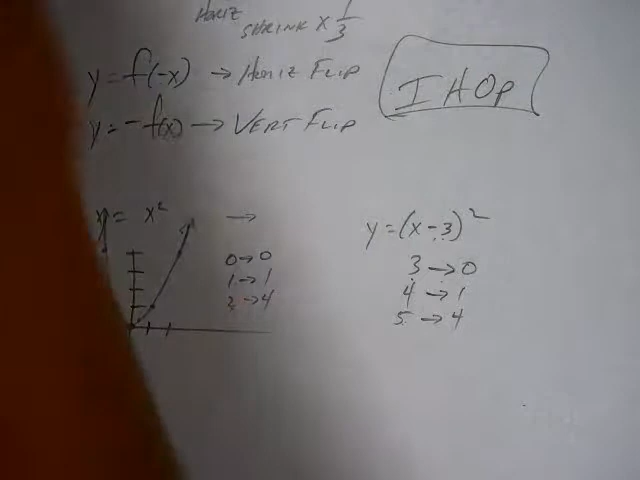 HORIZ
SHRINK X 1/3
y = f(-x) → HORIZ FLIP
y = -f(x) → VERT FLIP
I HOP
y = x² →
0 → 0
1 → 1
2 → 4
y = (x - 3)²
3 → 0
4 → 1
5 → 4